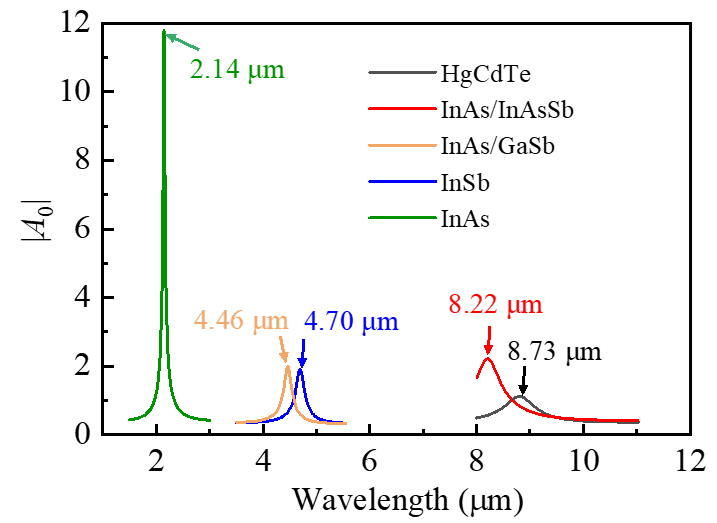 12
10
8
6
4
2
0
|A0|
2.14 μm
HgCdTe
InAs/InAsSb
InAs/GaSb
InSb
InAs
4.46 μm
4.70 μm
8.22 μm
8.73 μm
2
4
6
8
10
12
Wavelength (μm)